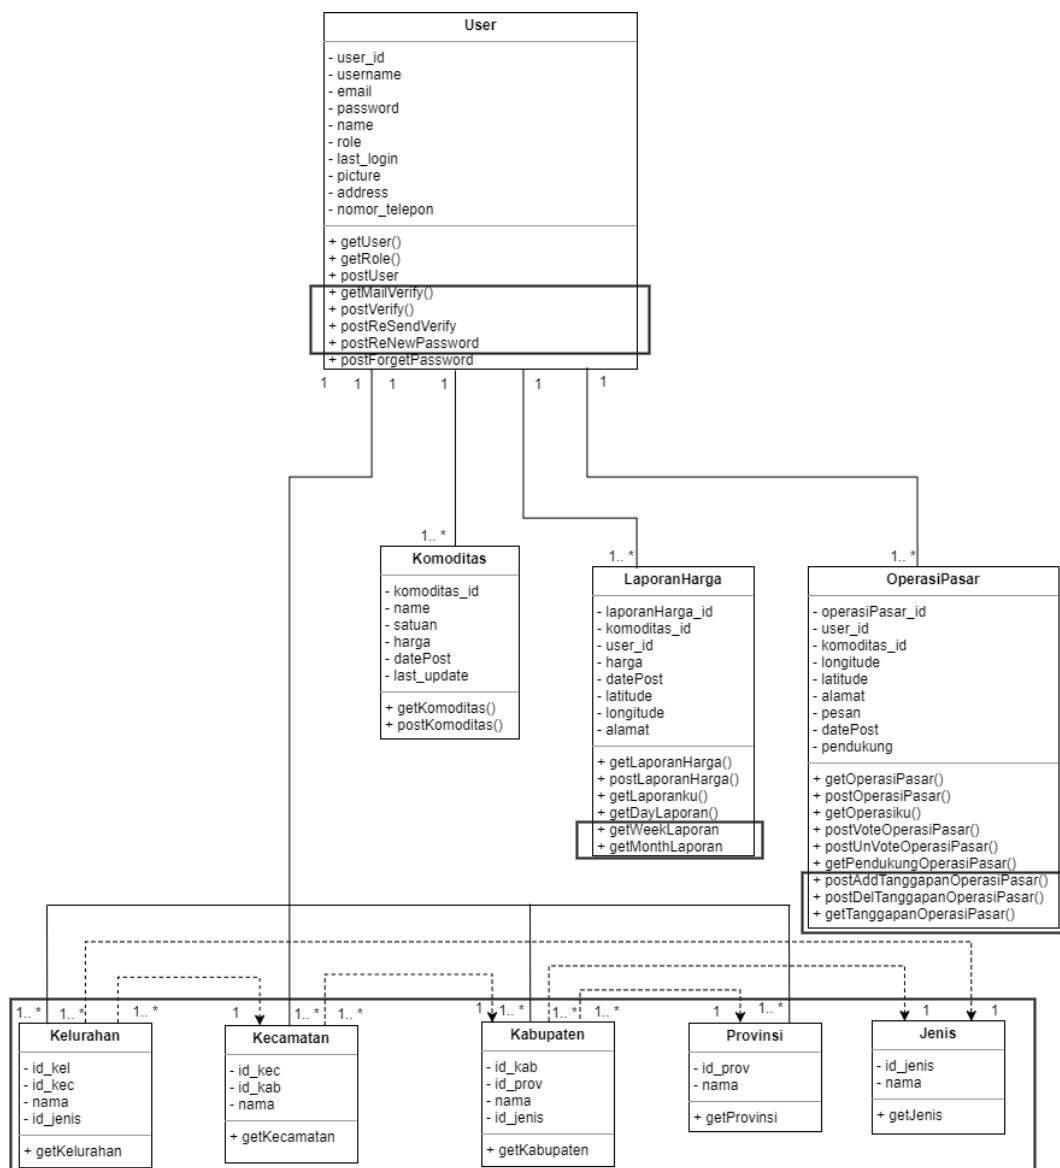 User
- user_id
- username
- email
- password
- name
- role
- last_login
- picture
- address
- nomor_telepon
+ getUser()
+ getRole()
+ postUser
+ getMailVerify()
+ postVerify()
+ postReSendVerify
+ postReNewPassword
+ postForgetPassword
1 1 1 1 1 1
1.. *
Komoditas
- komoditas_id
- name
- satuan
- harga
- datePost
- last_update
+ getKomoditas()
+ postKomoditas()
1.. *
LaporanHarga
- laporanHarga_id
- komoditas_id
- user_id
- harga
- datePost
- latitude
- longitude
- alamat
+ getLaporanHarga()
+ postLaporanHarga()
+ getLaporanku()
+ getDayLaporan()
+ getWeekLaporan
+ getMonthLaporan
1.. *
OperasiPasar
- operasiPasar_id
- user_id
- komoditas_id
- longitude
- latitude
- alamat
- pesan
- datePost
- pendukung
+ getOperasiPasar()
+ postOperasiPasar()
+ getOperasiku()
+ postVoteOperasiPasar()
+ postUnVoteOperasiPasar()
+ getPendukungOperasiPasar()
+ postAddTanggapanOperasiPasar()
+ postDelTanggapanOperasiPasar()
+ getTanggapanOperasiPasar()
1.. * 1.. * 1.. * 1 1.. * 1.. * 1 1.. * 1.. * 1.. * 1 1.. * 1 1
Kelurahan
- id_kel
- id_kec
- nama
- id_jenis
+ getKelurahan
Kecamatan
- id_kec
- id_kab
- nama
+ getKecamatan
Kabupaten
- id_kab
- id_prov
- nama
- id_jenis
+ getKabupaten
Provinsi
- id_prov
- nama
+ getProvinsi
Jenis
- id_jenis
- nama
+ getJenis